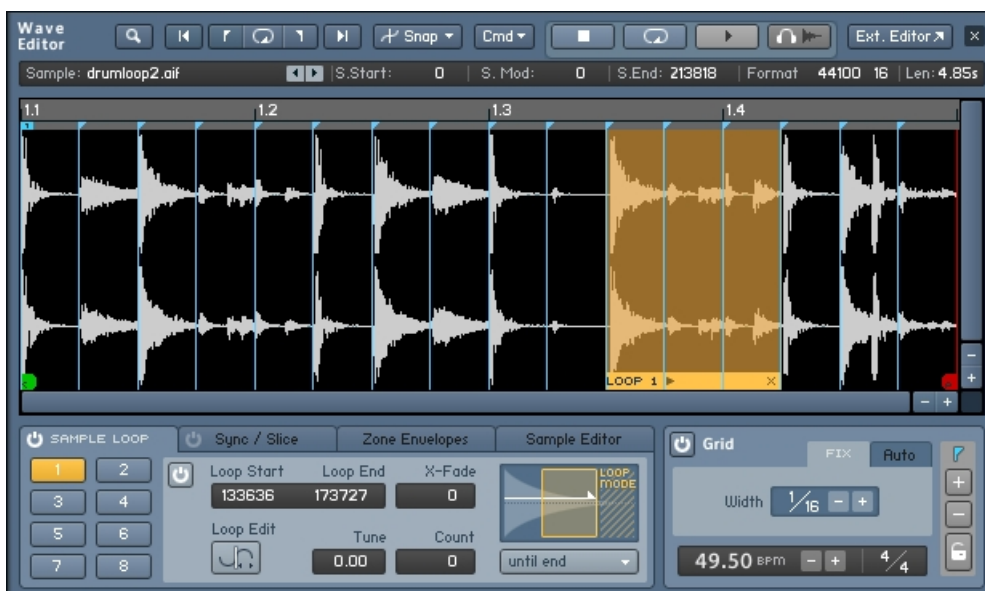 Wave Editor
Snap
Cmd
Ext. Editor
Sample: drumloop2.aif
S.Start: 0
S. Mod: 0
S.End: 213818
Format 44100 16
Len: 4.85s
1.1 1.2 1.3 1.4
LOOP 1
SAMPLE LOOP
Sync / Slice
Zone Envelopes
Sample Editor
1 2
3 4
5 6
7 8
Loop Start Loop End X-Fade
133636 173727 0
LOOP MODE
Loop Edit
Tune Count
0.00 0
until end
Grid
FIX Auto
Width 1/16 - +
49.50 BPM - + 4/4